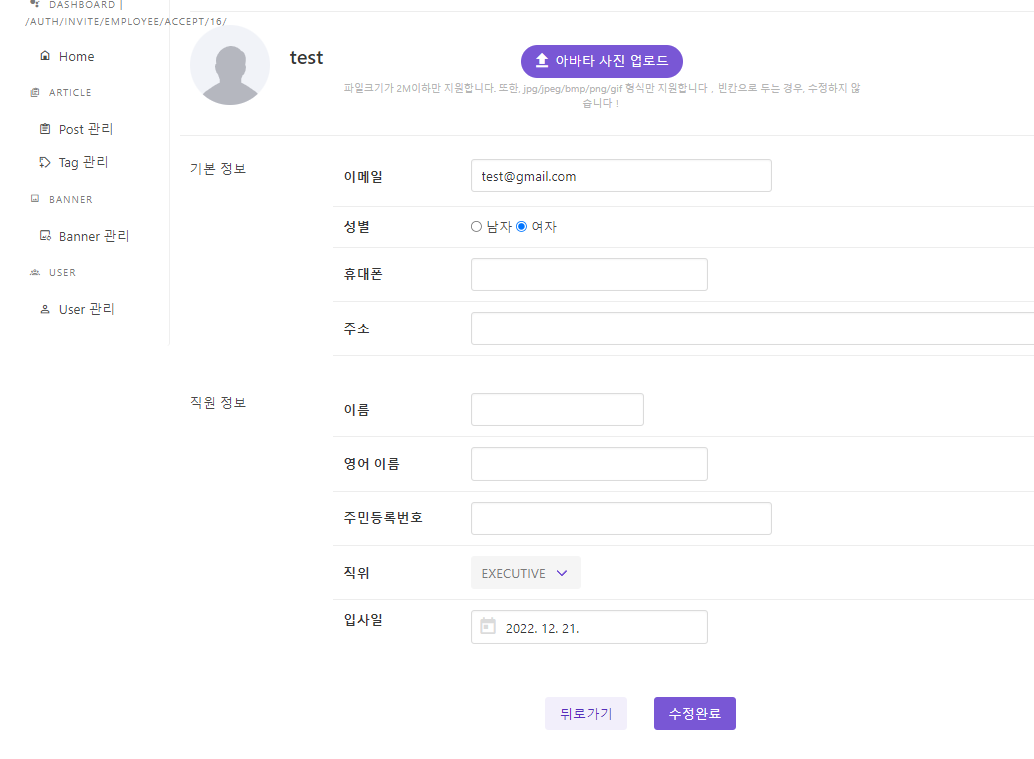 DASHBOARD |
/AUTH/INVITE/EMPLOYEE/ACCEPT/16/
Home
ARTICLE
Post 관리
Tag 관리
BANNER
Banner 관리
USER
User 관리
test
아바타 사진 업로드
파일크기가 2M이하만 지원합니다. 또한, jpg/jpeg/bmp/png/gif 형식만 지원합니다 , 빈칸으로 두는 경우, 수정하지 않
습니다 !
기본 정보
이메일
test@gmail.com
성별
남자 여자
휴대폰
주소
직원 정보
이름
영어 이름
주민등록번호
직위
EXECUTIVE
입사일
2022. 12. 21.
뒤로가기
수정완료